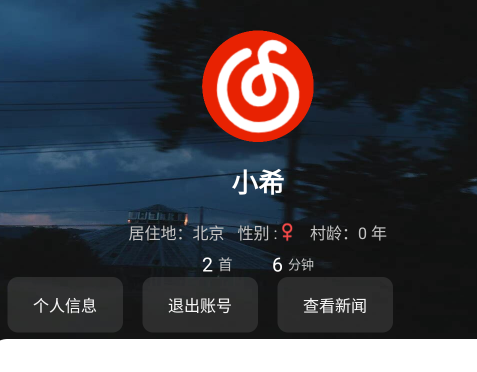 小希
居住地：北京 性别 :♀ 村龄：0 年
2 首 6 分钟
个人信息 退出账号 查看新闻